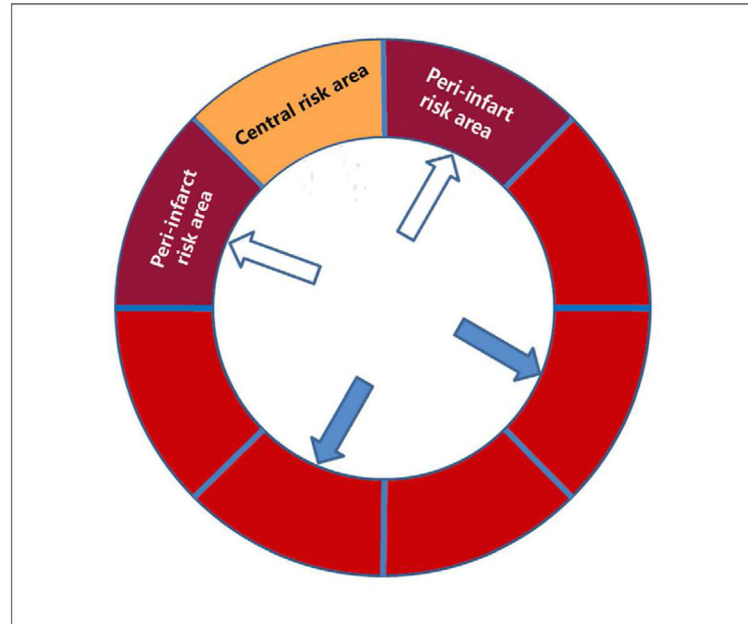 Central risk area
Peri-infart
risk area
Peri-infarct
risk area